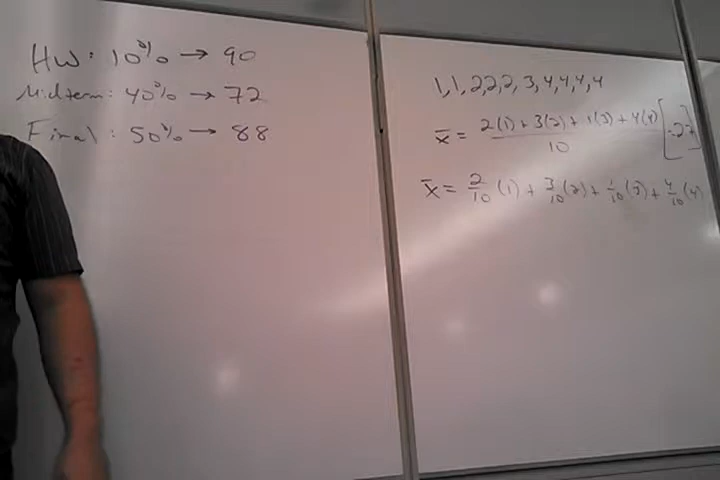 HW: 10% → 90
Midterm: 40% → 72
Final: 50% → 88
1,1,2,2,2,3,4,4,4,4
x̄ = 2(1) + 3(2) + 1(3) + 4(4) / 10
x̄ = 2/10 (1) + 3/10 (2) + 1/10 (3) + 4/10 (4)